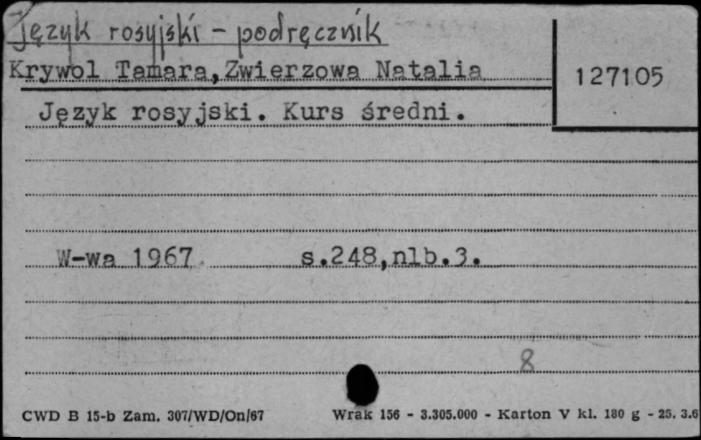 Język rosyjski - podręcznik
Krywol Tamara,Zwierzowa Natalia
127105
Język rosyjski. Kurs średni.
W-wa 1967 s.248,nlb.3.
8
CWD B 15-b Zam. 307/WD/On/67 Wrak 156 - 3.305.000 - Karton V kl. 180 g - 25. 3.6